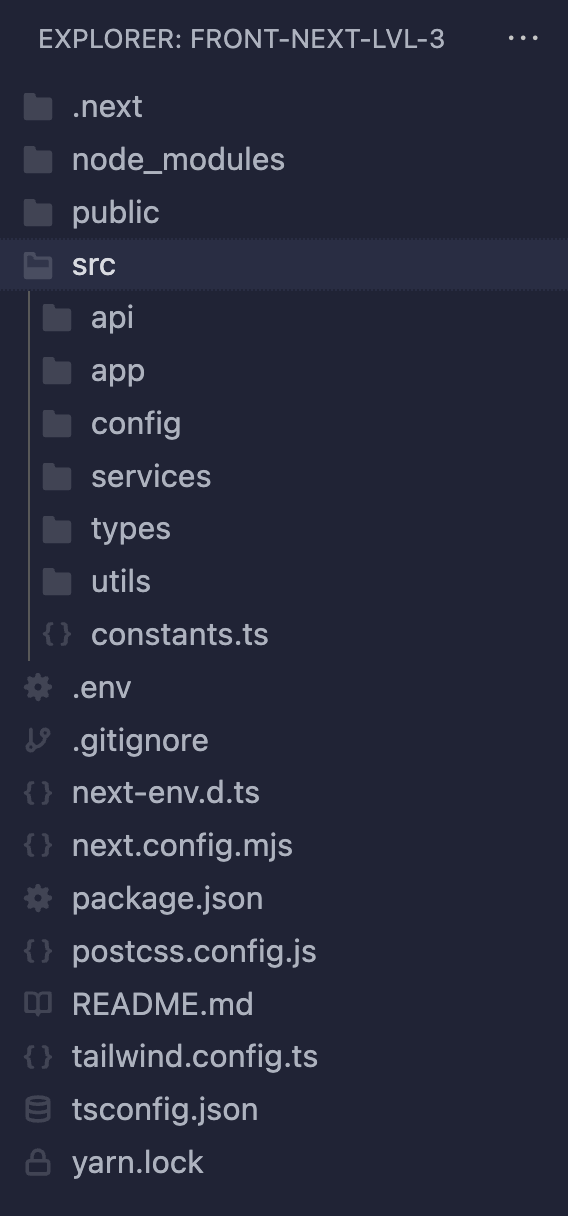 EXPLORER: FRONT-NEXT-LVL-3
.next
node_modules
public
src
api
app
config
services
types
utils
constants.ts
.env
.gitignore
next-env.d.ts
next.config.mjs
package.json
postcss.config.js
README.md
tailwind.config.ts
tsconfig.json
yarn.lock